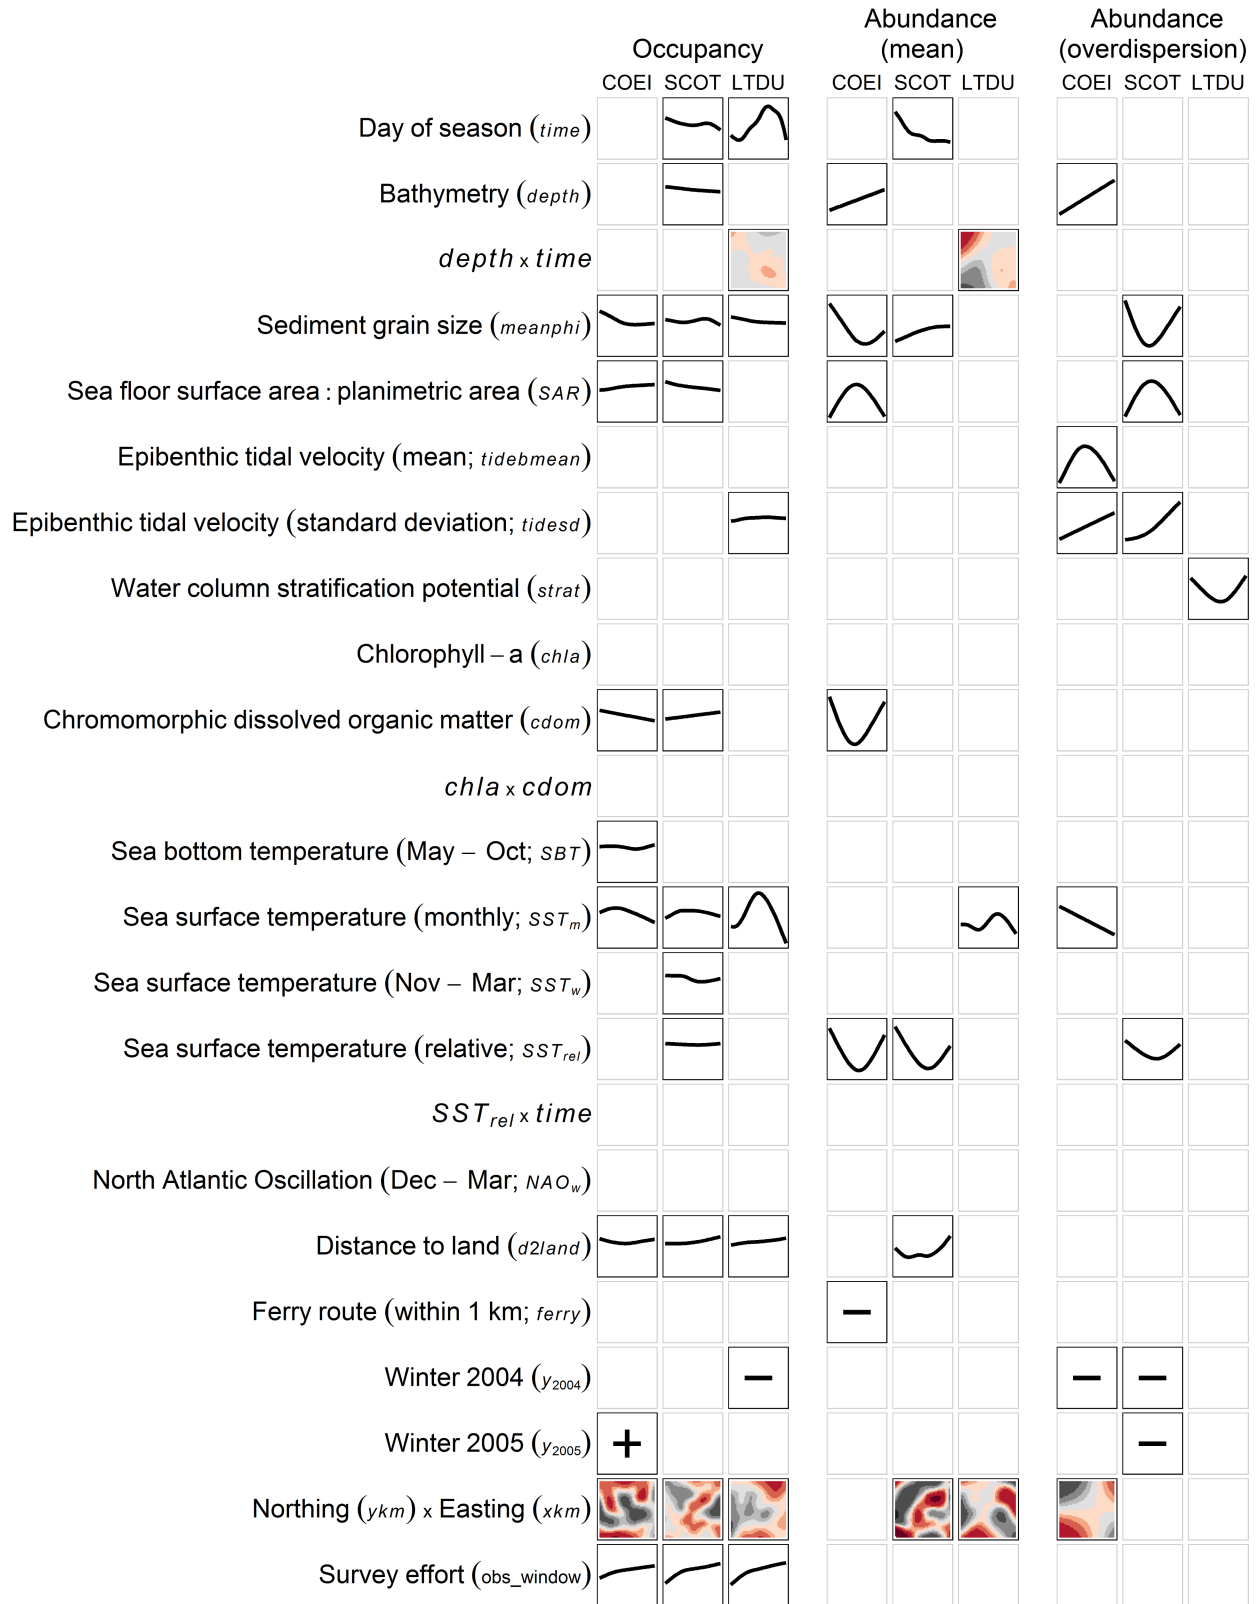 Occupancy
Abundance
(mean)
Abundance
(overdispersion)
COEI SCOT LTDU COEI SCOT LTDU COEI SCOT LTDU
Day of season (time)
Bathymetry (depth)
depth x time
Sediment grain size (meanphi)
Sea floor surface area : planimetric area (SAR)
Epibenthic tidal velocity (mean; tidebmean)
Epibenthic tidal velocity (standard deviation; tidesd)
Water column stratification potential (strat)
Chlorophyll – a (chla)
Chromomorphic dissolved organic matter (cdom)
chla x cdom
Sea bottom temperature (May – Oct; SBT)
Sea surface temperature (monthly; SSTm)
Sea surface temperature (Nov – Mar; SSTw)
Sea surface temperature (relative; SSTrel)
SSTrel x time
North Atlantic Oscillation (Dec – Mar; NAOw)
Distance to land (d2land)
Ferry route (within 1 km; ferry)
–
Winter 2004 (y2004)
– – –
Winter 2005 (y2005)
+ –
Northing (ykm) x Easting (xkm)
Survey effort (obs_window)